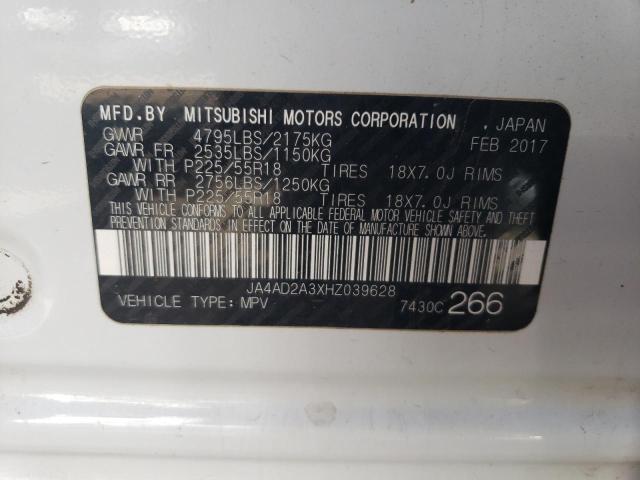 MFD.BY MITSUBISHI MOTORS CORPORATION , JAPAN
GVWR 4795LBS/2175KG FEB 2017
GAWR FR 2535LBS/1150KG
WITH P225/55R18 TIRES 18X7.0J RIMS
GAWR RR 2756LBS/1250KG
WITH P225/55R18 TIRES 18X7.0J RIMS
THIS VEHICLE CONFORMS TO ALL APPLICABLE FEDERAL MOTOR VEHICLE SAFETY AND THEFT
PREVENTION STANDARDS IN EFFECT ON THE DATE OF MANUFACTURE SHOWN ABOVE.
JA4AD2A3XHZ039628
VEHICLE TYPE: MPV 7430C 266